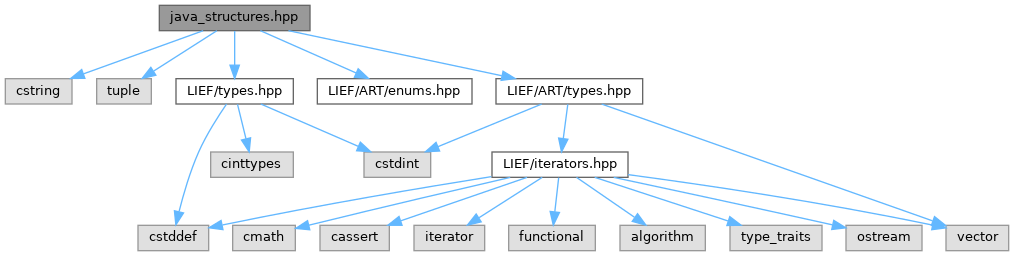 java_structures.hpp
cstring
tuple
LIEF/types.hpp
LIEF/ART/enums.hpp
LIEF/ART/types.hpp
cinttypes
cstdint
LIEF/iterators.hpp
cstddef
cmath
cassert
iterator
functional
algorithm
type_traits
ostream
vector